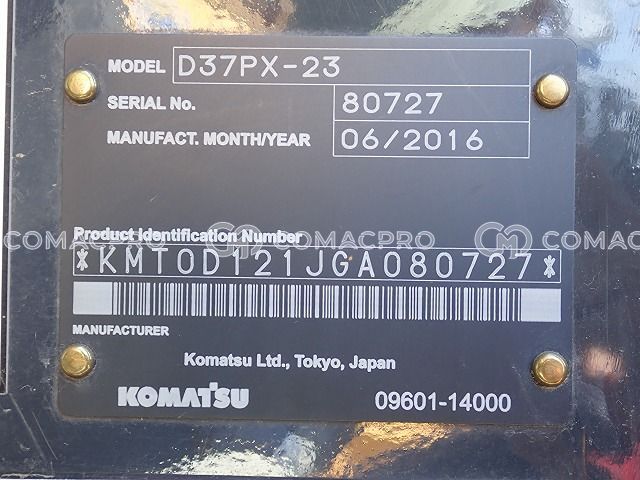 MODEL D37PX-23
SERIAL No. 80727
MANUFACT. MONTH/YEAR 06/2016
Product Identification Number
COMACPRO COMACPRO
*KMT0D121JGA080727*
MANUFACTURER
Komatsu Ltd., Tokyo, Japan
KOMATSU 09601-14000